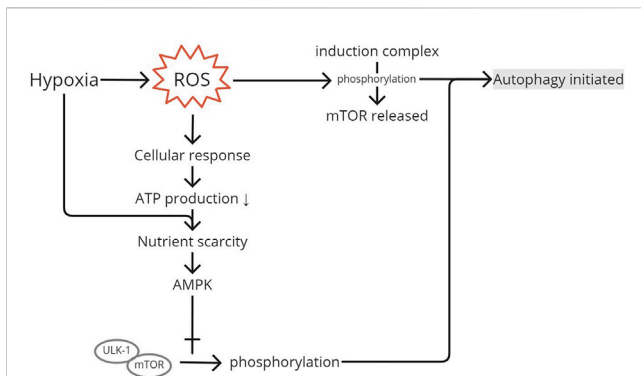 induction complex
Hypoxia
ROS
phosphorylation
Autophagy initiated
mTOR released
Cellular response
ATP production ↓
Nutrient scarcity
AMPK
ULK-1
mTOR
phosphorylation